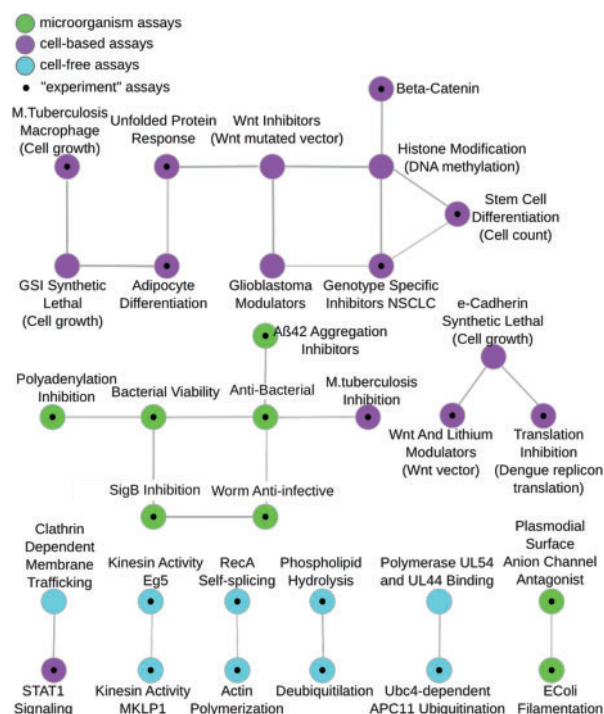 microorganism assays
cell-based assays
cell-free assays
"experiment" assays
Beta-Catenin
M.Tuberculosis
Macrophage
(Cell growth)
Unfolded Protein
Response
Wnt Inhibitors
(Wnt mutated vector)
Histone Modification
(DNA methylation)
Stem Cell
Differentiation
(Cell count)
GSI Synthetic
Lethal
(Cell growth)
Adipocyte
Differentiation
Glioblastoma
Modulators
Genotype Specific
Inhibitors NSCLC
e-Cadherin
Synthetic Lethal
(Cell growth)
Aß42 Aggregation
Inhibitors
Polyadenylation
Inhibition
Bacterial Viability
Anti-Bacterial
M.tuberculosis
Inhibition
Wnt And Lithium
Modulators
(Wnt vector)
Translation
Inhibition
(Dengue replicon
translation)
SigB Inhibition
Worm Anti-infective
Clathrin
Dependent
Membrane
Trafficking
Kinesin Activity
Eg5
RecA
Self-splicing
Phospholipid
Hydrolysis
Polymerase UL54
and UL44 Binding
Plasmodial
Surface
Anion Channel
Antagonist
STAT1
Signaling
Kinesin Activity
MKLP1
Actin
Polymerization
Deubiquitilation
Ubc4-dependent
APC11 Ubiquitination
EColi
Filamentation